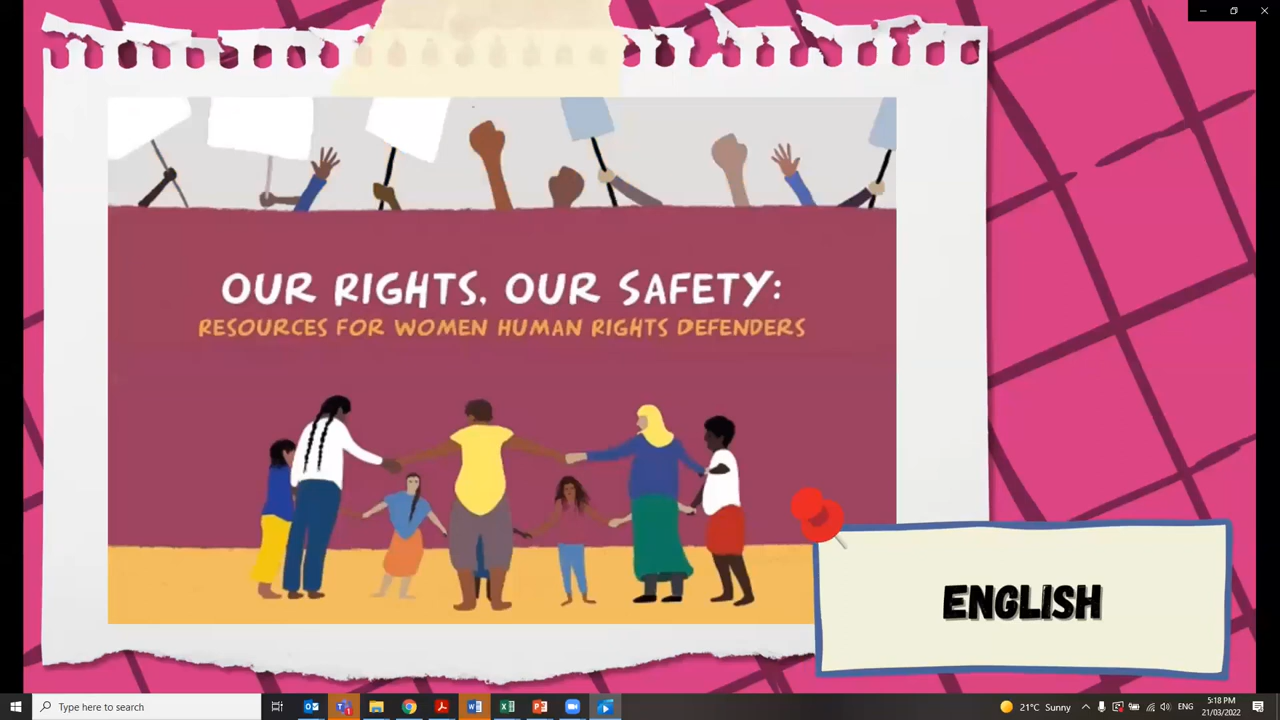 OUR RIGHTS, OUR SAFETY:
RESOURCES FOR WOMEN HUMAN RIGHTS DEFENDERS
ENGLISH
Type here to search
21°C Sunny
ENG
5:18 PM
21/03/2022